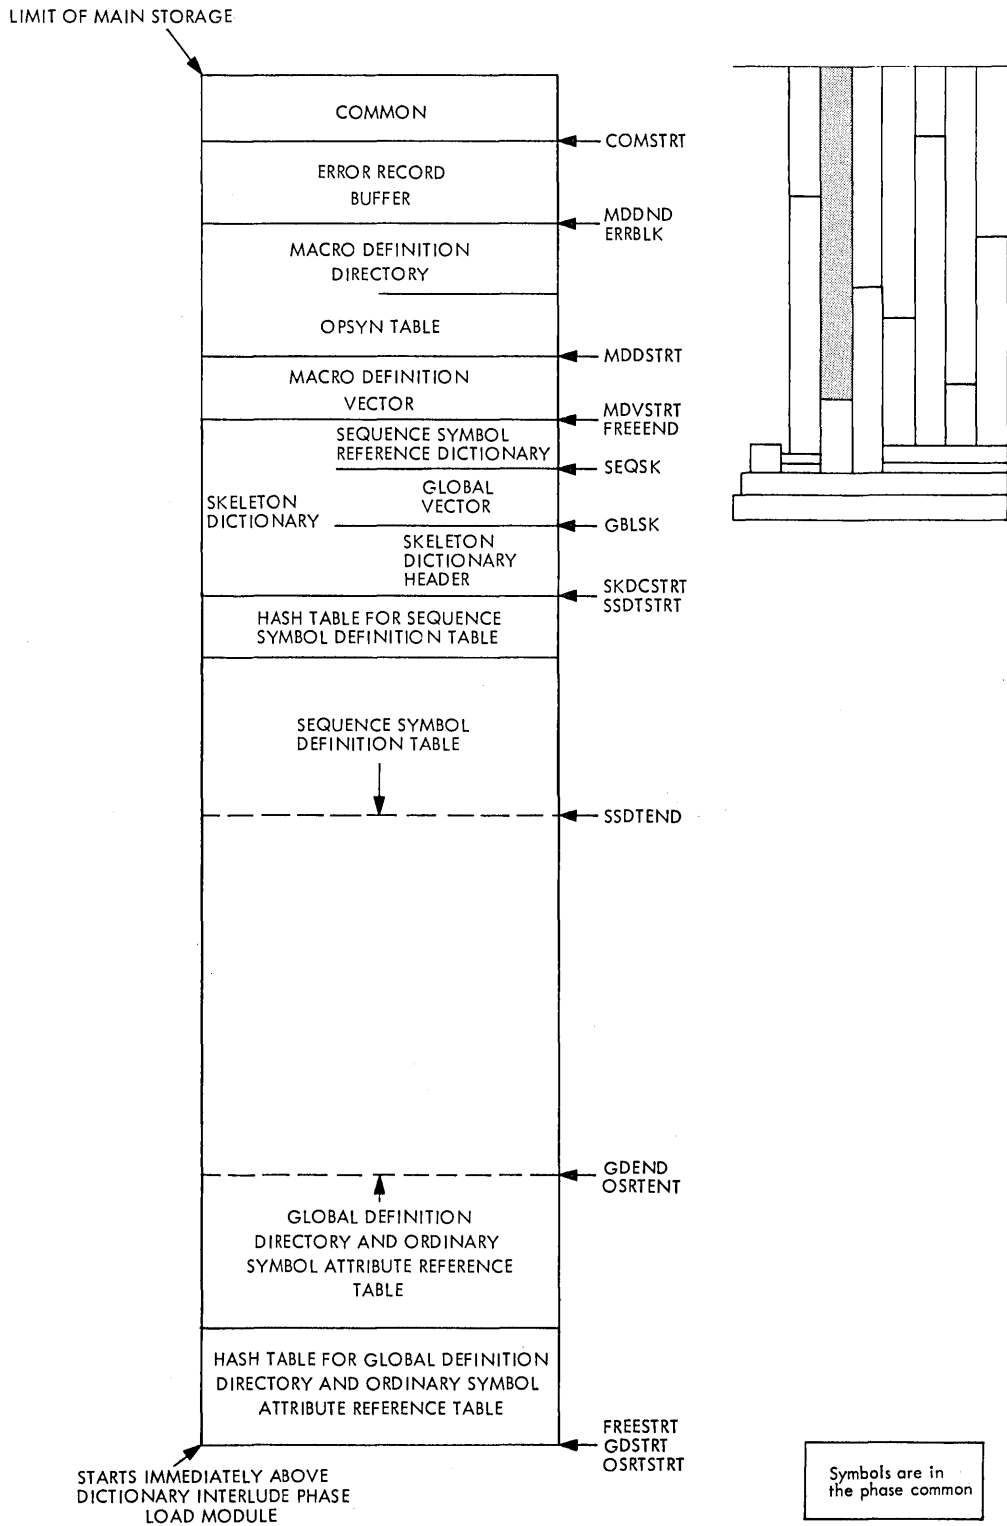 LIMIT OF MAIN STORAGE
COMMON
COMSTRT
ERROR RECORD
BUFFER
MDDND
ERRBLK
MACRO DEFINITION
DIRECTORY
OPSYN TABLE
MDDSTRT
MACRO DEFINITION
VECTOR
MDVSTRT
FREEEND
SEQUENCE SYMBOL
REFERENCE DICTIONARY
SEQSK
GLOBAL
VECTOR
SKELETON
DICTIONARY
GBLSK
SKELETON
DICTIONARY
HEADER
SKDCSTRT
SSDTSTRT
HASH TABLE FOR SEQUENCE
SYMBOL DEFINITION TABLE
SEQUENCE SYMBOL
DEFINITION TABLE
SSDTEND
GDEND
OSRTENT
GLOBAL DEFINITION
DIRECTORY AND ORDINARY
SYMBOL ATTRIBUTE REFERENCE
TABLE
HASH TABLE FOR GLOBAL DEFINITION
DIRECTORY AND ORDINARY SYMBOL
ATTRIBUTE REFERENCE TABLE
FREESTRT
GDSTRT
OSRTSTRT
STARTS IMMEDIATELY ABOVE
DICTIONARY INTERLUDE PHASE
LOAD MODULE
Symbols are in
the phase common